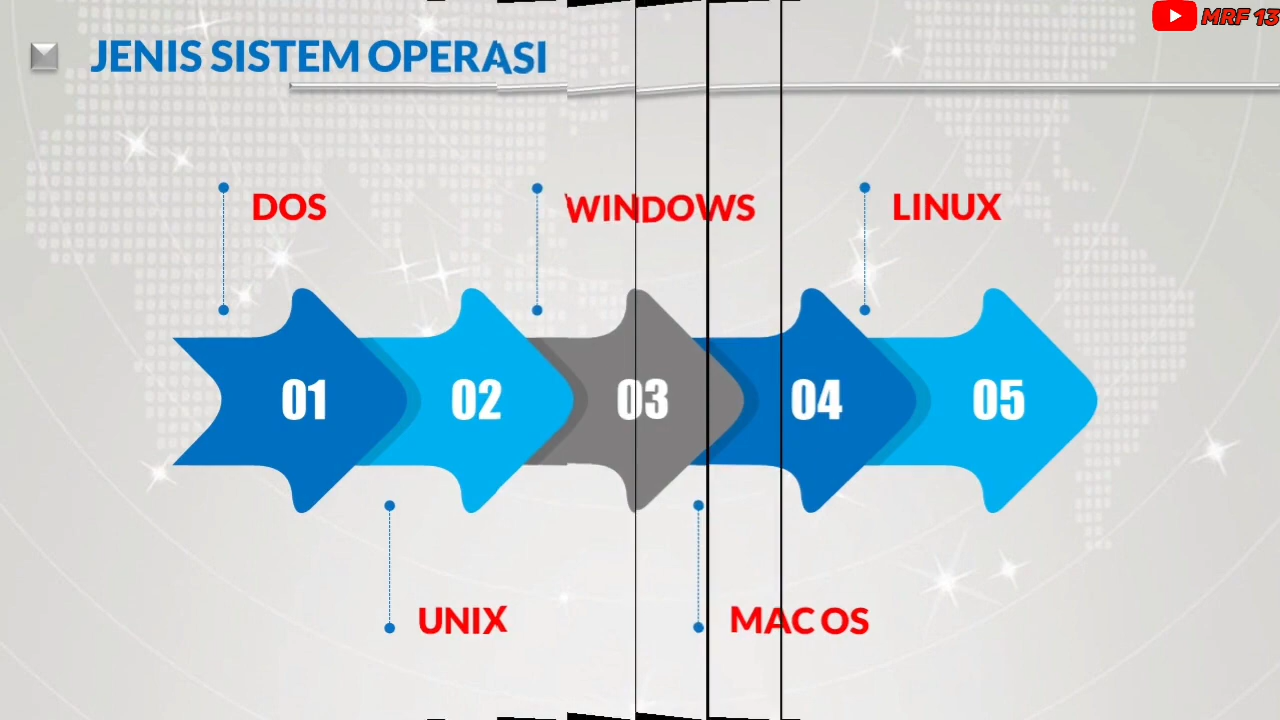 MRF 13
JENIS SISTEM OPERASI
DOS
WINDOWS
LINUX
01
02
03
04
05
UNIX
MAC OS